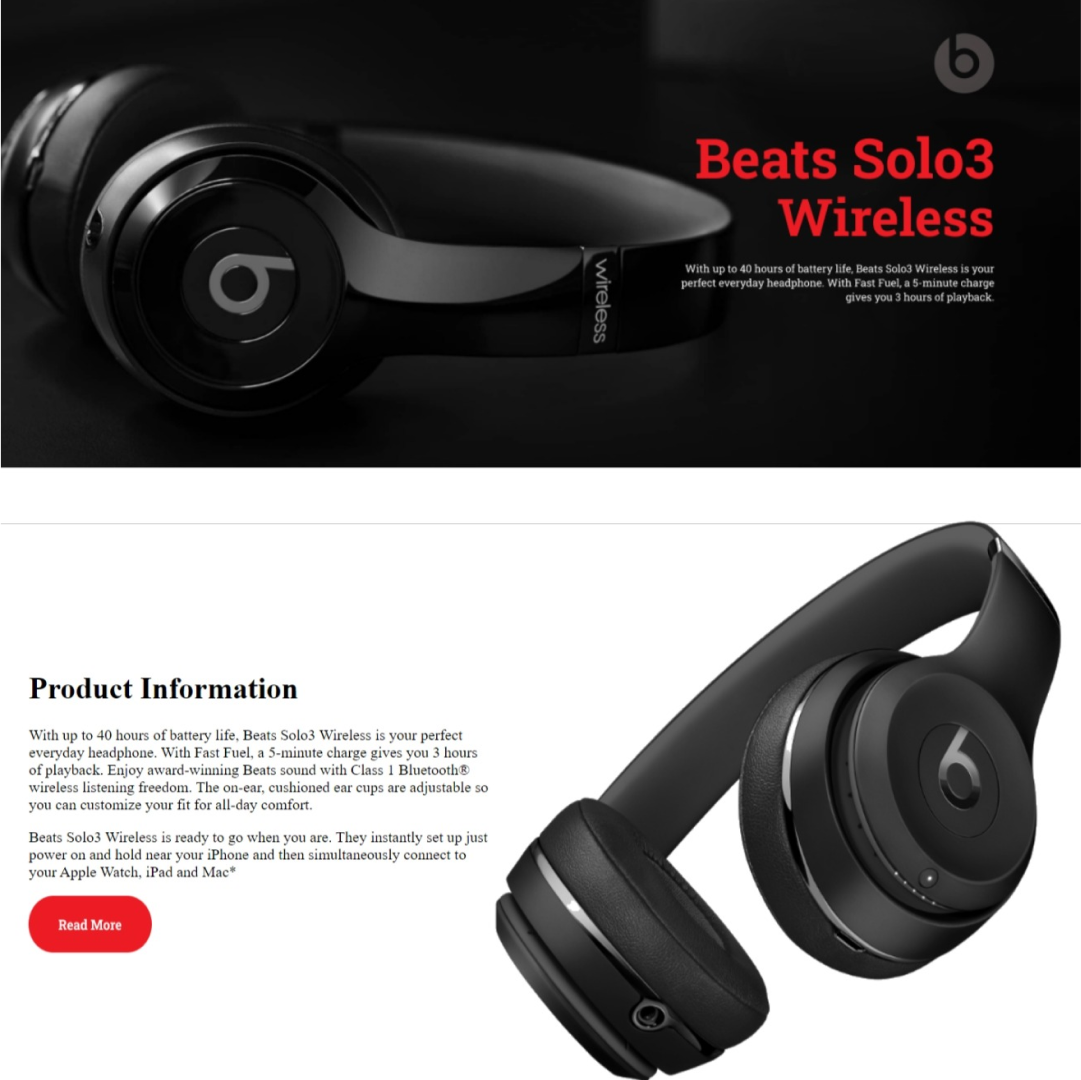 Beats Solo3
Wireless
With up to 40 hours of battery life, Beats Solo3 Wireless is your
perfect everyday headphone. With Fast Fuel, a 5-minute charge
gives you 3 hours of playback.
wireless
Product Information
With up to 40 hours of battery life, Beats Solo3 Wireless is your perfect
everyday headphone. With Fast Fuel, a 5-minute charge gives you 3 hours
of playback. Enjoy award-winning Beats sound with Class 1 Bluetooth®
wireless listening freedom. The on-ear, cushioned ear cups are adjustable so
you can customize your fit for all-day comfort.
Beats Solo3 Wireless is ready to go when you are. They instantly set up just
power on and hold near your iPhone and then simultaneously connect to
your Apple Watch, iPad and Mac*
Read More